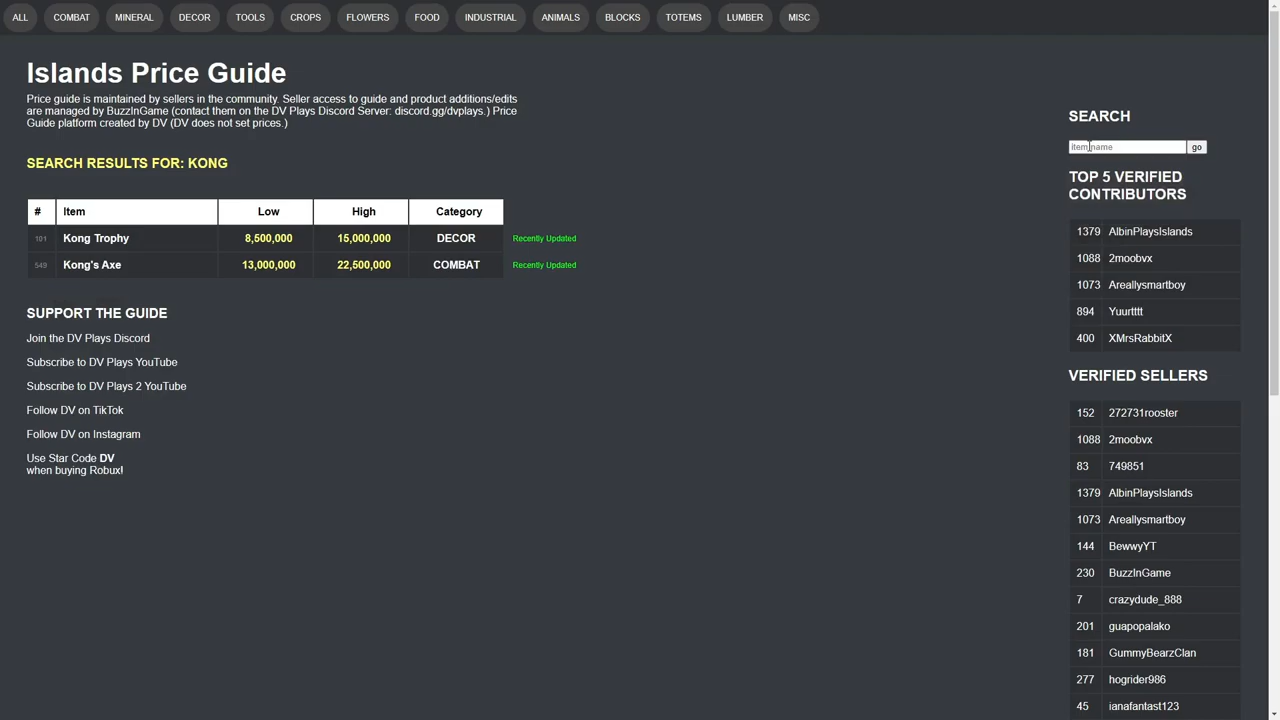 ALL COMBAT MINERAL DECOR TOOLS CROPS FLOWERS FOOD INDUSTRIAL ANIMALS BLOCKS TOTEMS LUMBER MISC
Islands Price Guide
Price guide is maintained by sellers in the community. Seller access to guide and product additions/edits
are managed by BuzzInGame (contact them on the DV Plays Discord Server: discord.gg/dvplays.) Price
Guide platform created by DV (DV does not set prices.)
SEARCH RESULTS FOR: KONG
# Item Low High Category
101 Kong Trophy 8,500,000 15,000,000 DECOR Recently Updated
549 Kong's Axe 13,000,000 22,500,000 COMBAT Recently Updated
SUPPORT THE GUIDE
Join the DV Plays Discord
Subscribe to DV Plays YouTube
Subscribe to DV Plays 2 YouTube
Follow DV on TikTok
Follow DV on Instagram
Use Star Code DV
when buying Robux!
SEARCH
item name go
TOP 5 VERIFIED
CONTRIBUTORS
1379 AlbinPlaysIslands
1088 2moobvx
1073 Areallysmartboy
894 Yuurtttt
400 XMrsRabbitX
VERIFIED SELLERS
152 272731rooster
1088 2moobvx
83 749851
1379 AlbinPlaysIslands
1073 Areallysmartboy
144 BewwyYT
230 BuzzInGame
7 crazydude_888
201 guapopalako
181 GummyBearzClan
277 hogrider986
45 ianafantast123